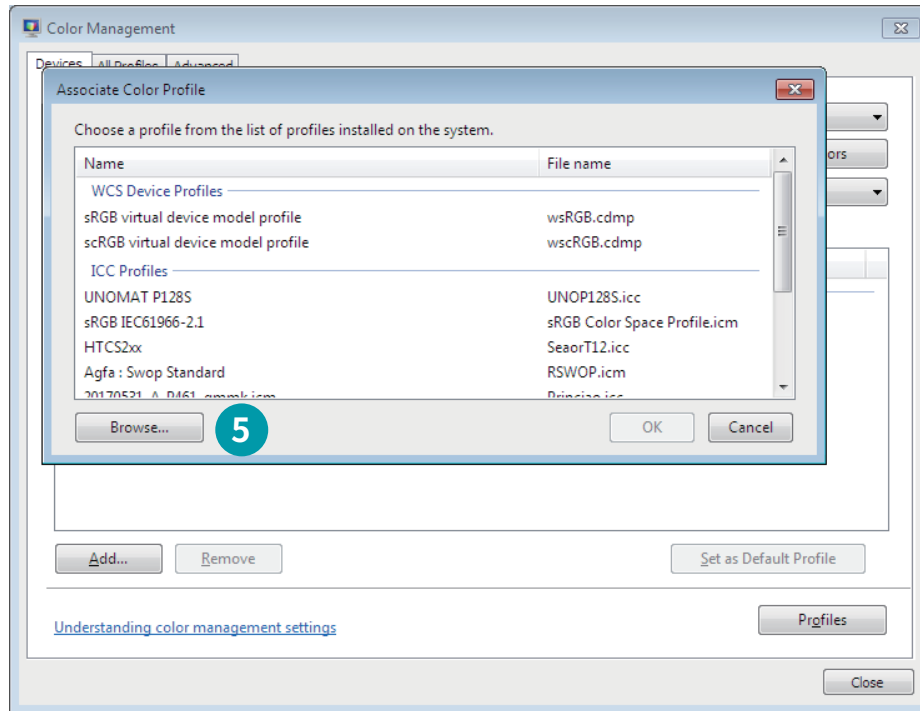 Color Management
Devices All Profiles Advanced
Associate Color Profile
Choose a profile from the list of profiles installed on the system.
Name File name
WCS Device Profiles
sRGB virtual device model profile wsRGB.cdmp
scRGB virtual device model profile wscRGB.cdmp
ICC Profiles
UNOMAT P128S UNOP128S.icc
sRGB IEC61966-2.1 sRGB Color Space Profile.icm
HTCS2xx SeaorT12.icc
Agfa : Swop Standard RSWOP.icm
Browse... 5 OK Cancel
ors
Add... Remove Set as Default Profile
Understanding color management settings Profiles
Close